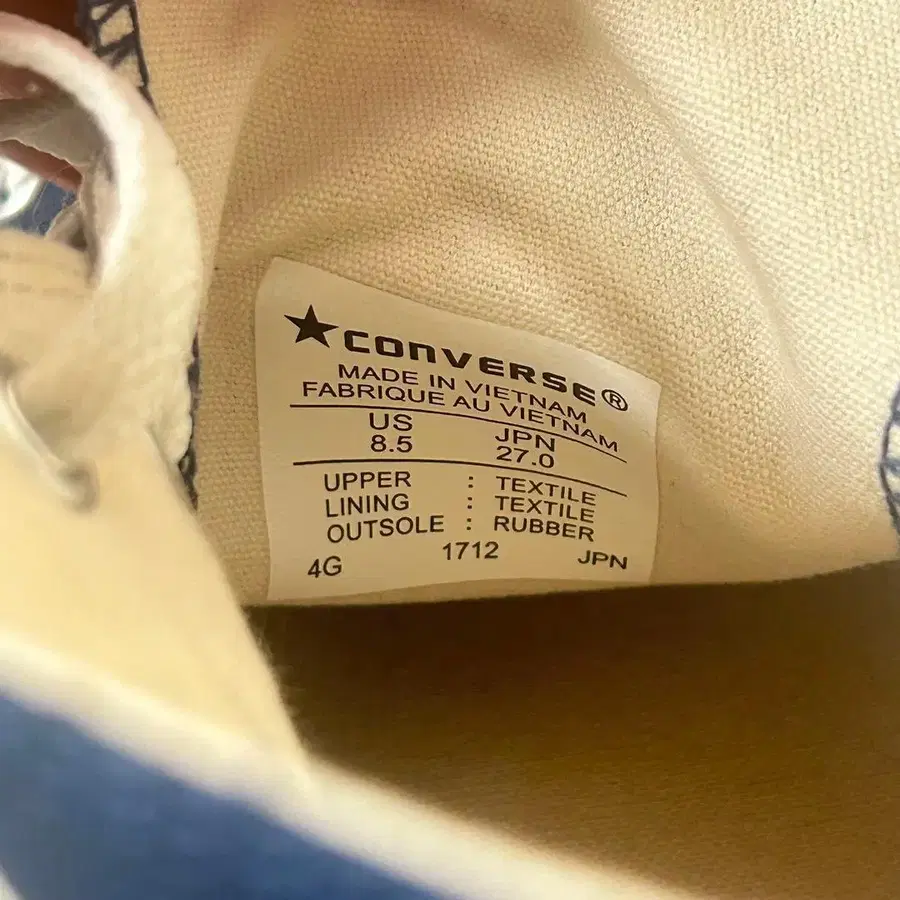 ★CONVERSE®
MADE IN VIETNAM
FABRIQUE AU VIETNAM
US JPN
8.5 27.0
UPPER : TEXTILE
LINING : TEXTILE
OUTSOLE : RUBBER
4G 1712 JPN